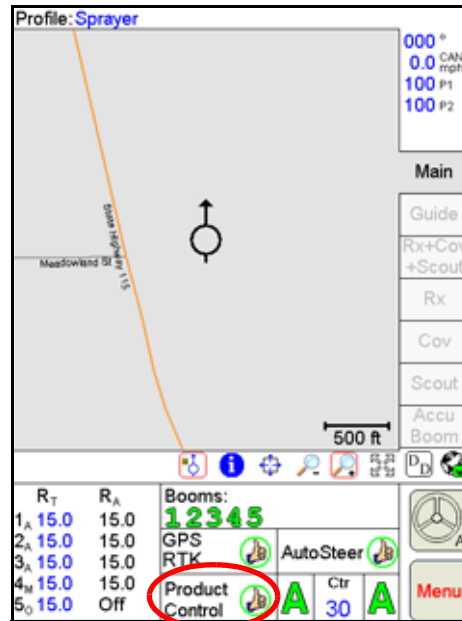 Profile: Sprayer
000 °
0.0 CAN mph
100 P1
100 P2
Main
Guide
Rx+Cov
+Scout
Rx
Cov
Scout
Accu
Boom
State Highway 115
Meadowland St
500 ft
DD
RT RA
1A 15.0 15.0
2A 15.0 15.0
3A 15.0 15.0
4M 15.0 15.0
5O 15.0 Off
Booms:
12345
GPS
RTK
AutoSteer
Product
Control
A
Ctr
30
A
A
Menu